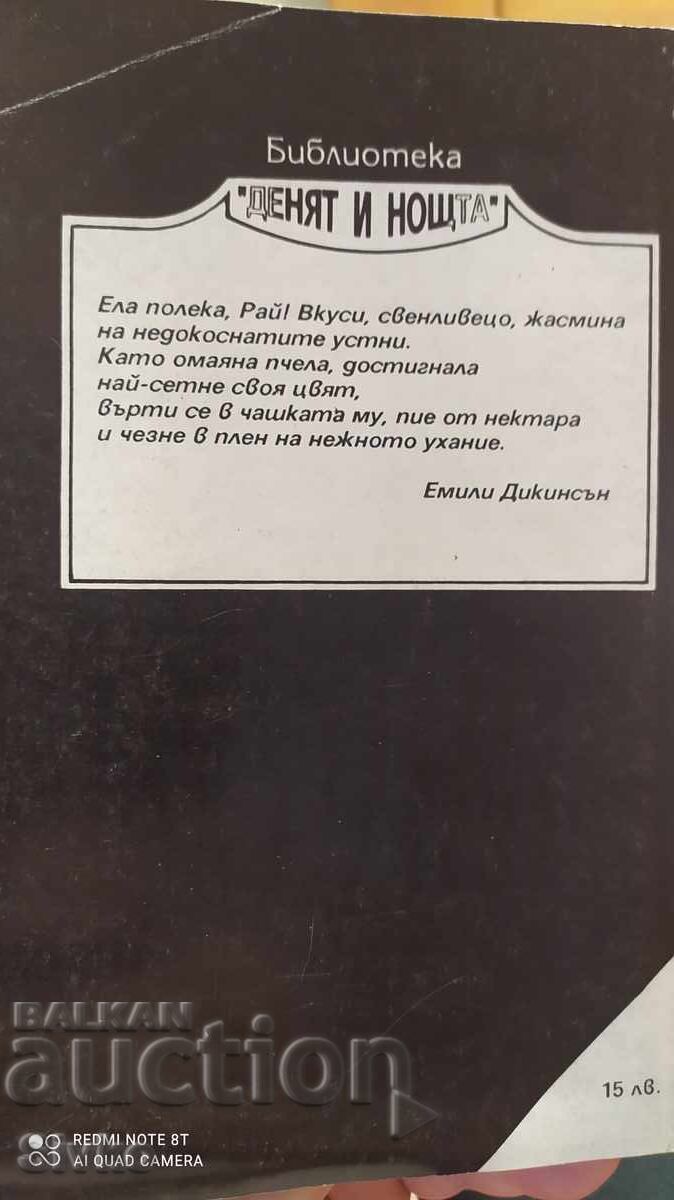 Библиотека
"ДЕНЯТ И НОЩТА"
Ела полека, Рай! Вкуси, свенливецо, жасмина
на недокоснатите устни.
Като омаяна пчела, достигнала
най-сетне своя цвят,
върти се в чашката му, пие от нектара
и чезне в плен на нежното ухание.
Емили Дикинсън
BALKAN
auction
15 лв.
REDMI NOTE 8T
AI QUAD CAMERA